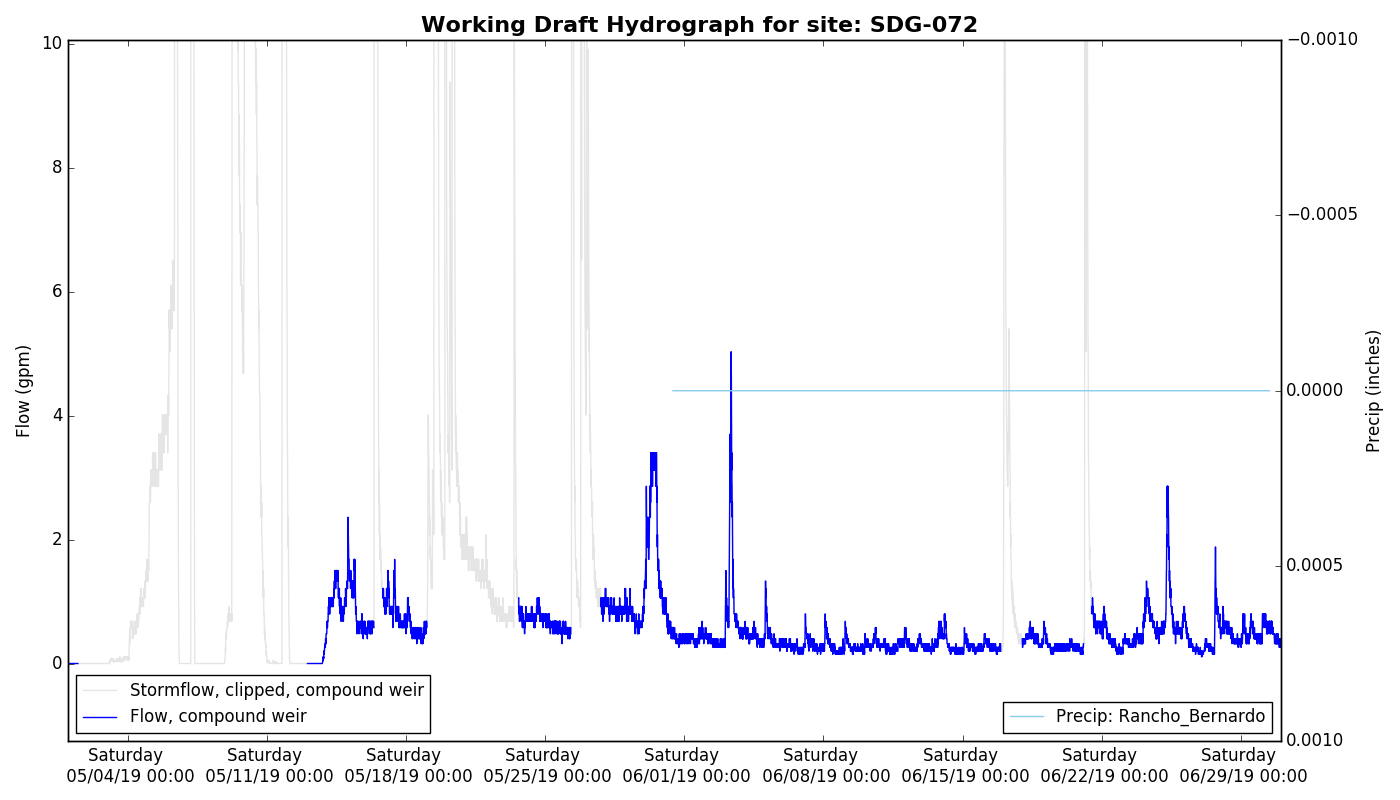 Working Draft Hydrograph for site: SDG-072
10
8
6
4
2
0
Flow (gpm)
−0.0010
−0.0005
0.0000
0.0005
0.0010
Precip (inches)
Stormflow, clipped, compound weir
Flow, compound weir
Precip: Rancho_Bernardo
Saturday Saturday Saturday Saturday Saturday Saturday Saturday Saturday Saturday
05/04/19 00:00 05/11/19 00:00 05/18/19 00:00 05/25/19 00:00 06/01/19 00:00 06/08/19 00:00 06/15/19 00:00 06/22/19 00:00 06/29/19 00:00